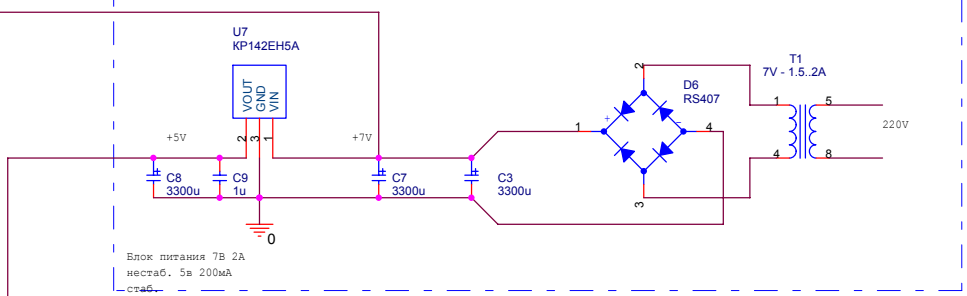 U7
КР142ЕН5А
VOUT
GND
VIN
2
3
1
+5V
+7V
C8
3300u
C9
1u
C7
3300u
C3
3300u
0
2
D6
RS407
1
+
-
4
3
T1
7V - 1.5..2A
1
5
4
8
220V
Блок питания 7В 2А
нестаб. 5в 200мА
стаб.